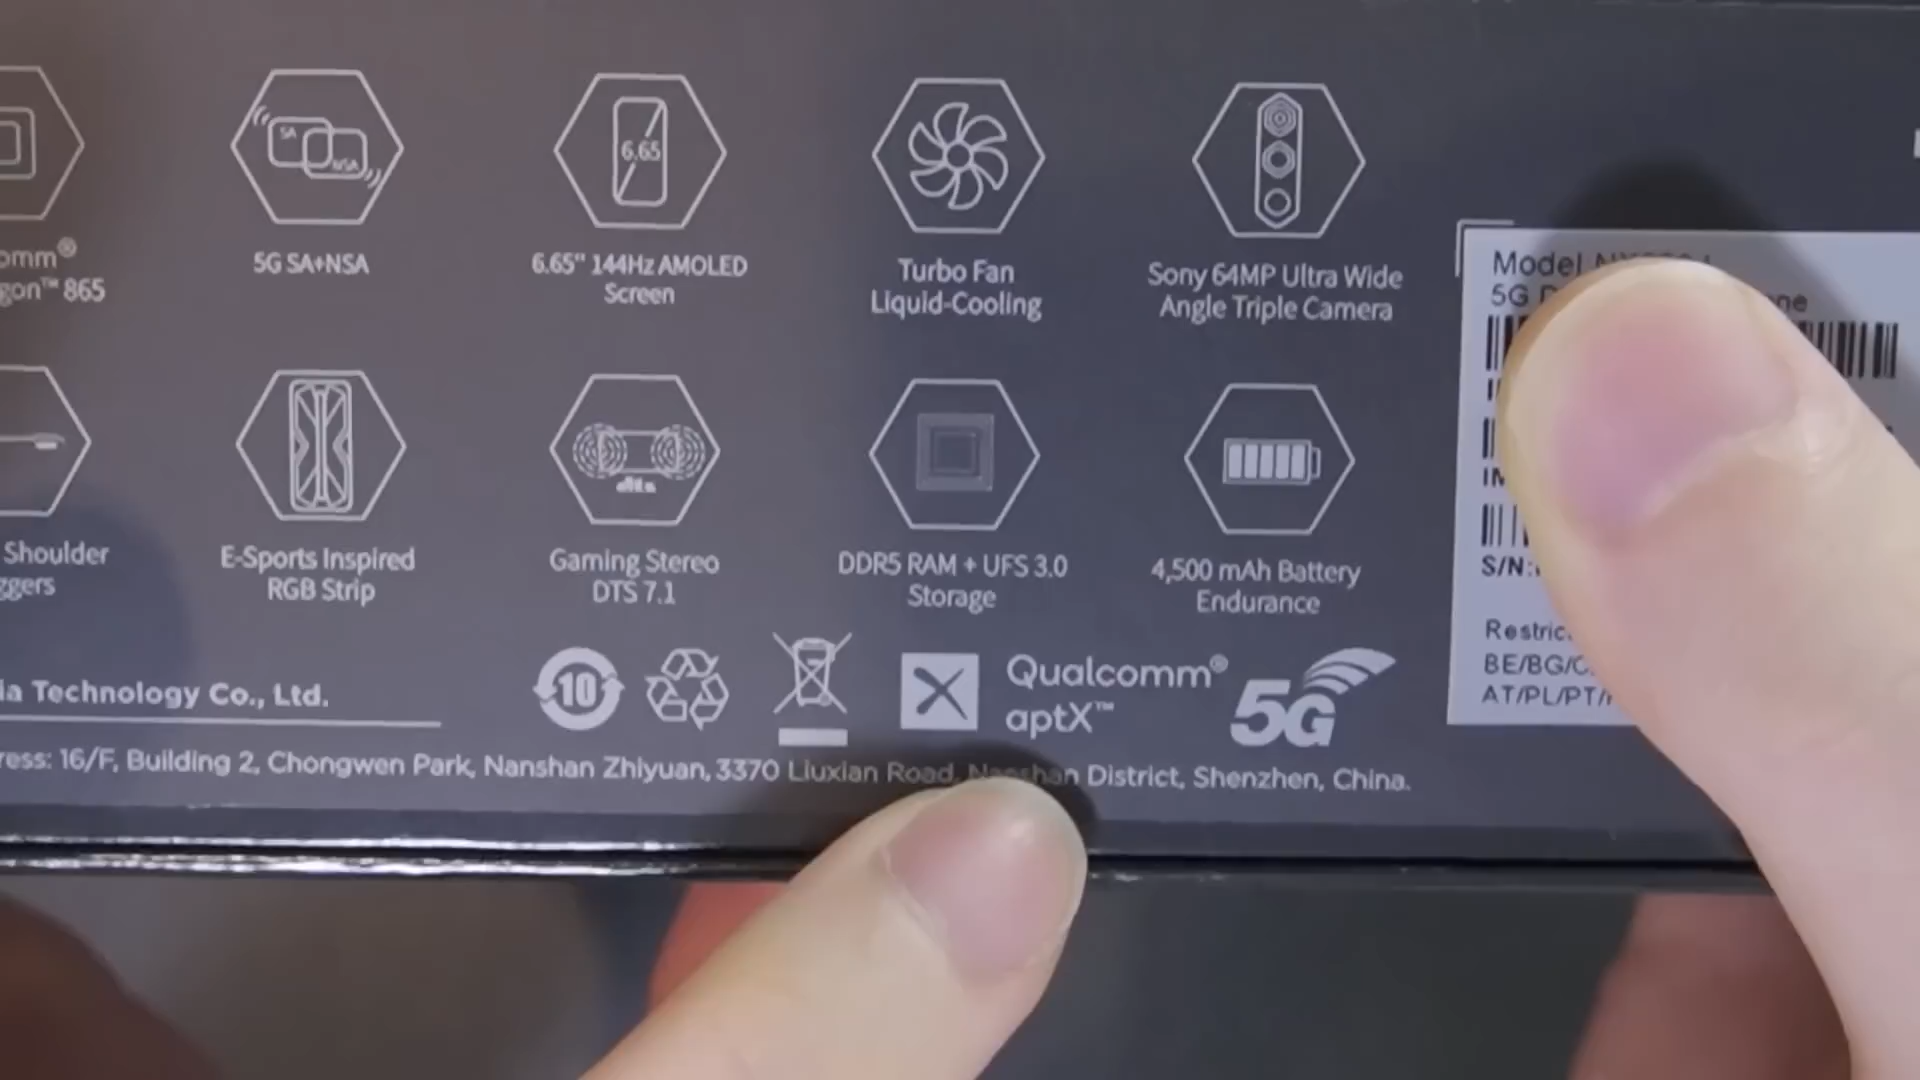 SA
NSA
6.65
omm®
gon™ 865
5G SA+NSA
6.65" 144Hz AMOLED
Screen
Turbo Fan
Liquid-Cooling
Sony 64MP Ultra Wide
Angle Triple Camera
Shoulder
ggers
E-Sports Inspired
RGB Strip
dts
Gaming Stereo
DTS 7.1
DDR5 RAM + UFS 3.0
Storage
4,500 mAh Battery
Endurance
ia Technology Co., Ltd.
10
Qualcomm®
aptX™
5G
ress: 16/F, Building 2, Chongwen Park, Nanshan Zhiyuan, 3370 Liuxian Road, Nanshan District, Shenzhen, China.
Model
5G
S/N:
Restric
BE/BG/
AT/PL/PT/